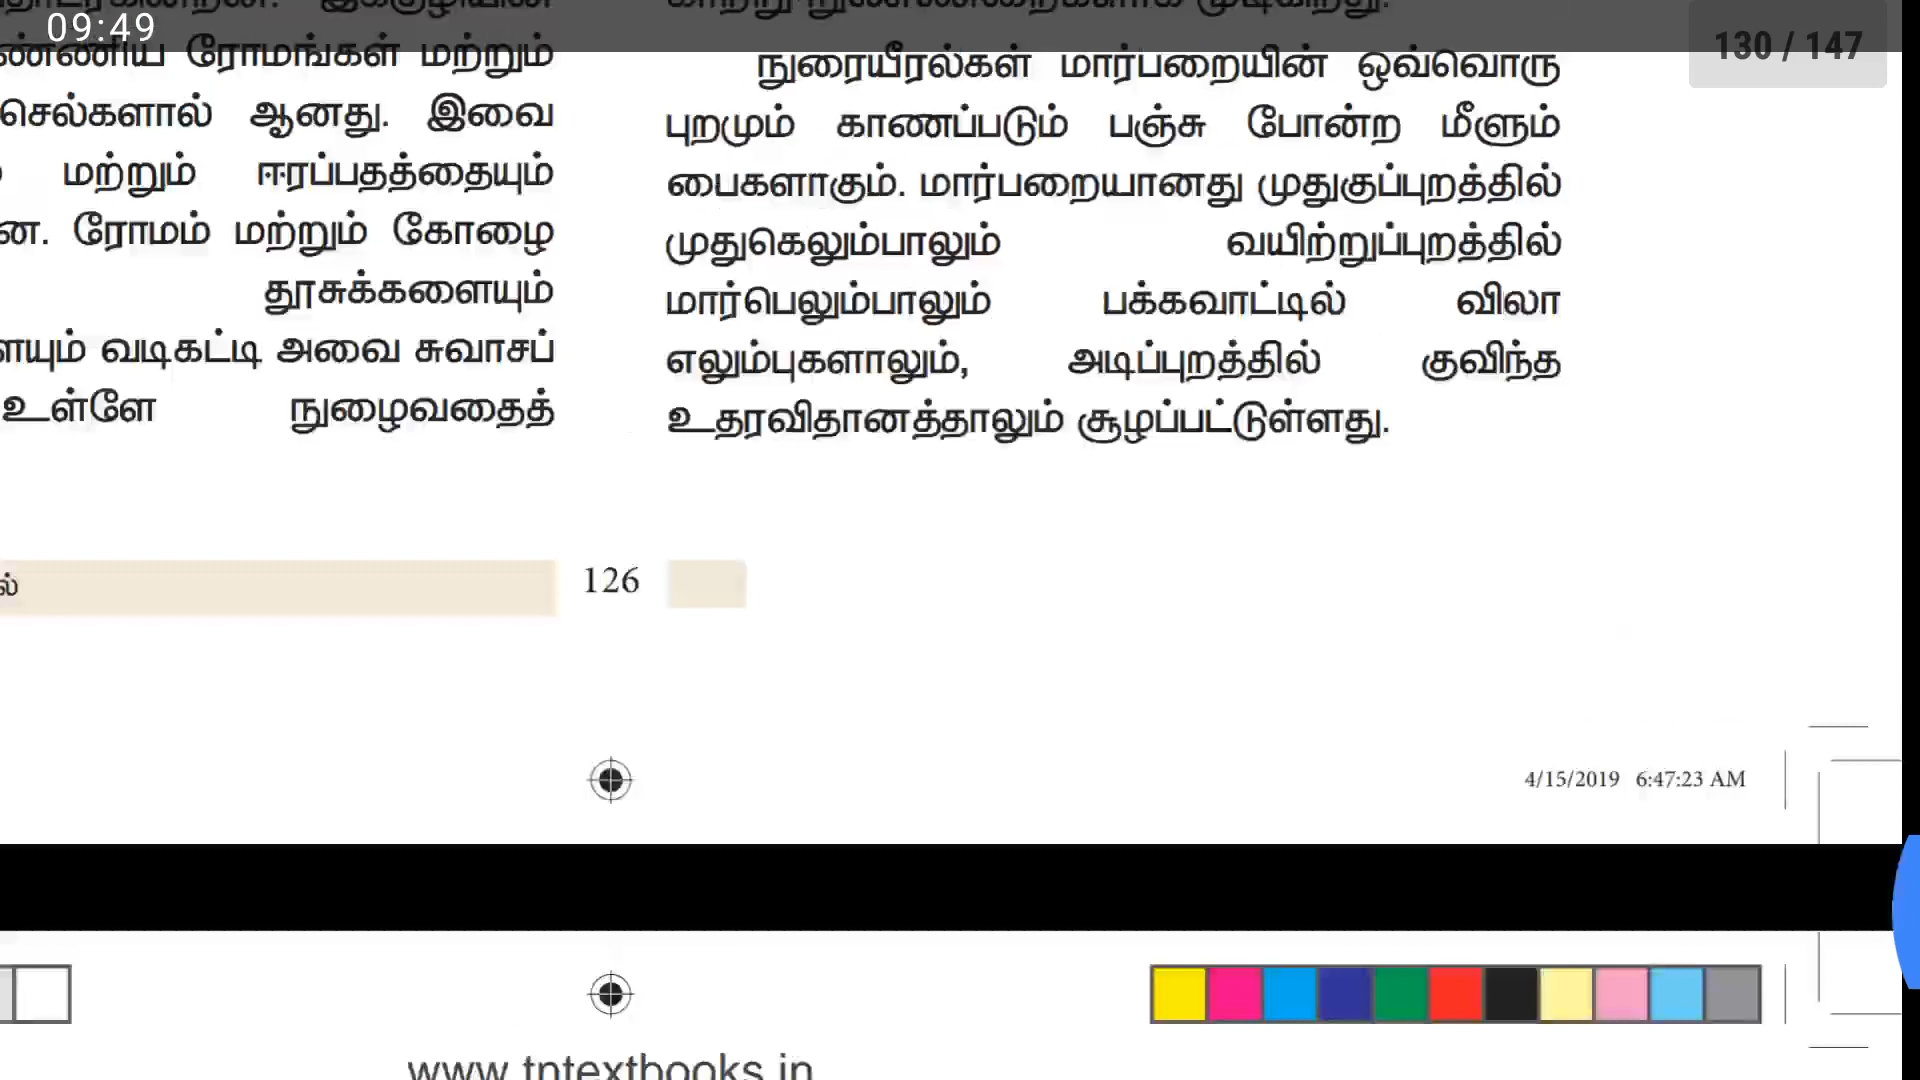 09:49
130 / 147
ரோமங்கள் மற்றும்
செல்களால் ஆனது. இவை
மற்றும் ஈரப்பதத்தையும்
ரோமம் மற்றும் கோழை
தூசுக்களையும்
வடிகட்டி அவை சுவாசப்
உள்ளே நுழைவதைத்
நுரையீரல்கள் மார்பறையின் ஒவ்வொரு
புறமும் காணப்படும் பஞ்சு போன்ற மீளும்
பைகளாகும். மார்பறையானது முதுகுப்புறத்தில்
முதுகெலும்பாலும் வயிற்றுப்புறத்தில்
மார்பெலும்பாலும் பக்கவாட்டில் விலா
எலும்புகளாலும், அடிப்புறத்தில் குவிந்த
உதரவிதானத்தாலும் சூழப்பட்டுள்ளது.
126
4/15/2019 6:47:23 AM
www.tntextbooks.in